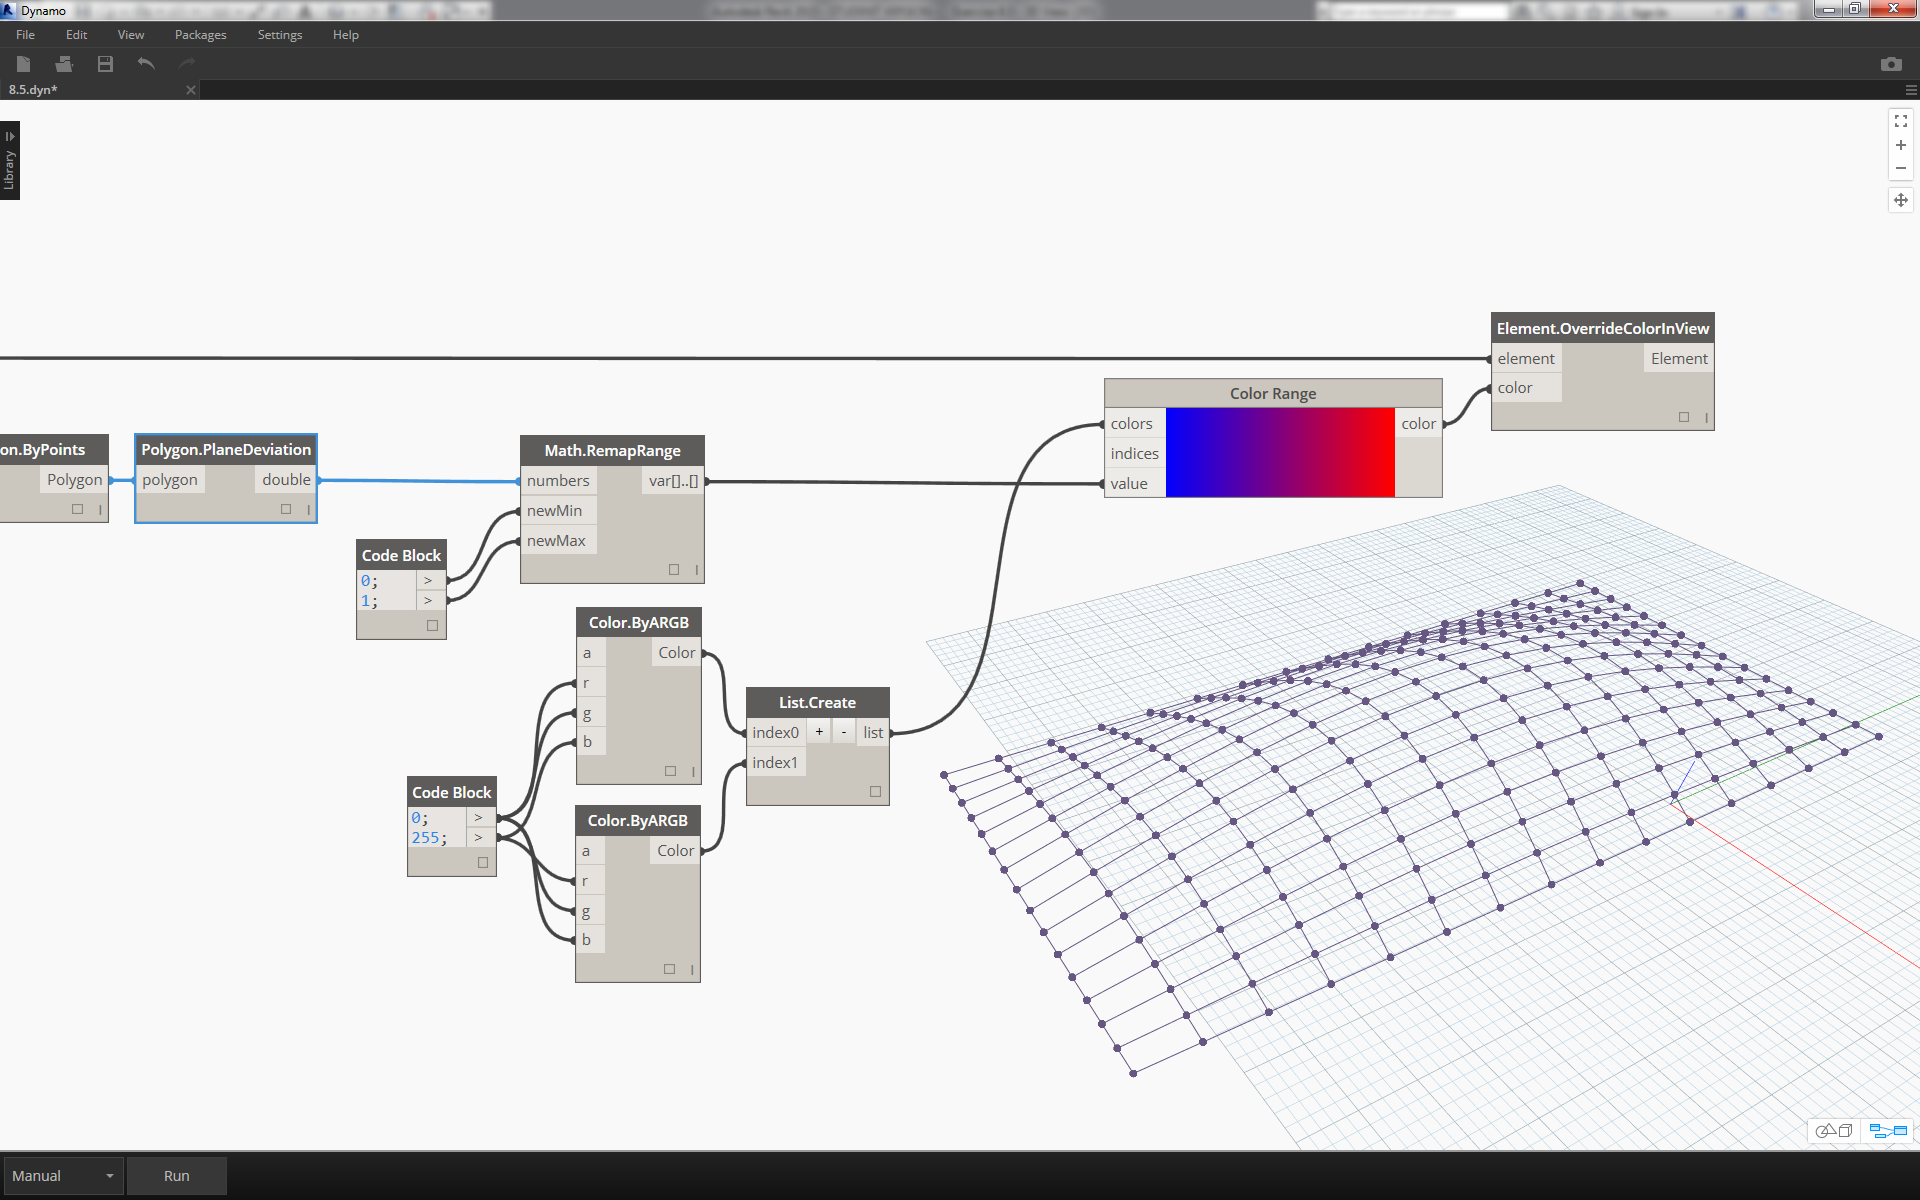 Dynamo
File Edit View Packages Settings Help
8.5.dyn*
Library
Element.OverrideColorInView
element Element
color
Color Range
colors color
indices
value
on.ByPoints
Polygon
Polygon.PlaneDeviation
polygon double
Math.RemapRange
numbers var[]..[]
newMin
newMax
Code Block
0; >
1; >
Color.ByARGB
a Color
r
g
b
List.Create
index0 + - list
index1
Code Block
0; >
255; >
Color.ByARGB
a Color
r
g
b
Manual Run